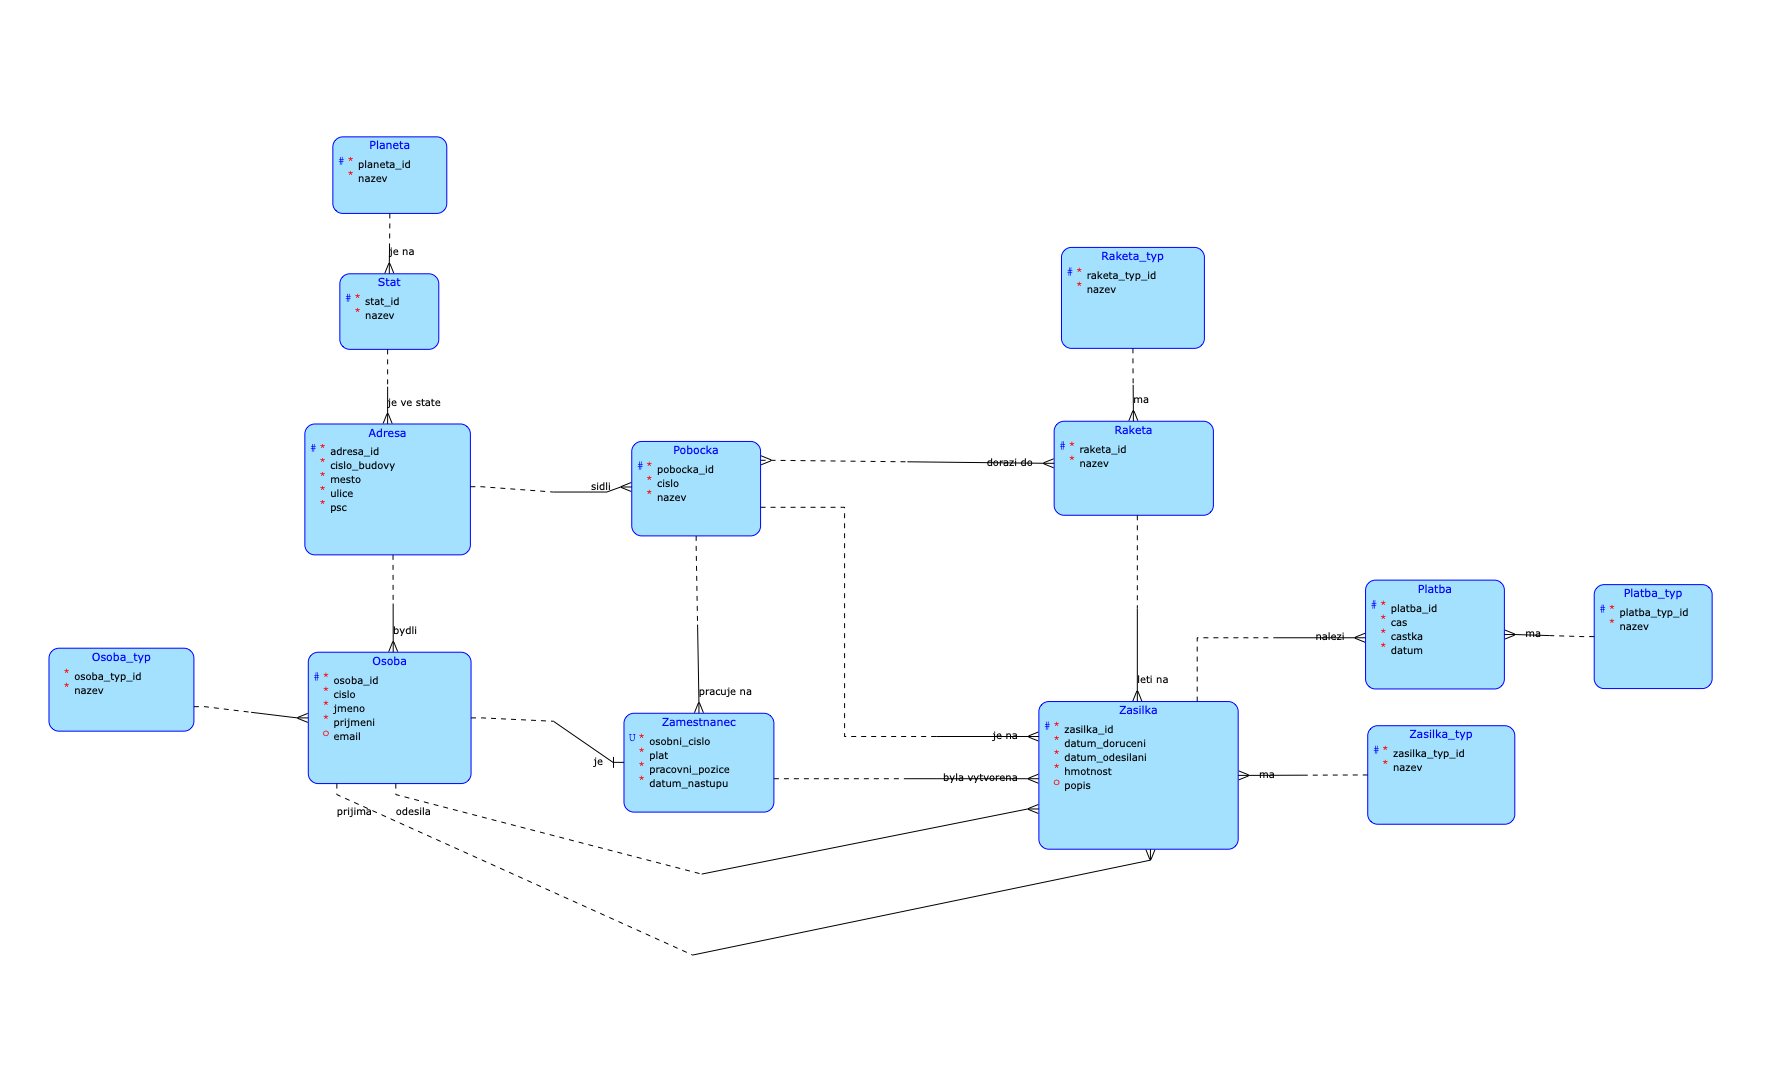 Planeta
# * planeta_id
* nazev
je na
Stat
# * stat_id
* nazev
je ve state
Adresa
# * adresa_id
* cislo_budovy
* mesto
* ulice
* psc
sidli
Pobocka
# * pobocka_id
* cislo
* nazev
dorazi do
Raketa_typ
# * raketa_typ_id
* nazev
ma
Raketa
# * raketa_id
* nazev
leti na
bydli
Osoba_typ
* osoba_typ_id
* nazev
Osoba
# * osoba_id
* cislo
* jmeno
* prijmeni
o email
je
prijima
odesila
pracuje na
Zamestnanec
U * osobni_cislo
* plat
* pracovni_pozice
* datum_nastupu
je na
byla vytvorena
Zasilka
# * zasilka_id
* datum_doruceni
* datum_odesilani
* hmotnost
o popis
nalezi
Platba
# * platba_id
* cas
* castka
* datum
ma
Platba_typ
# * platba_typ_id
* nazev
ma
Zasilka_typ
# * zasilka_typ_id
* nazev